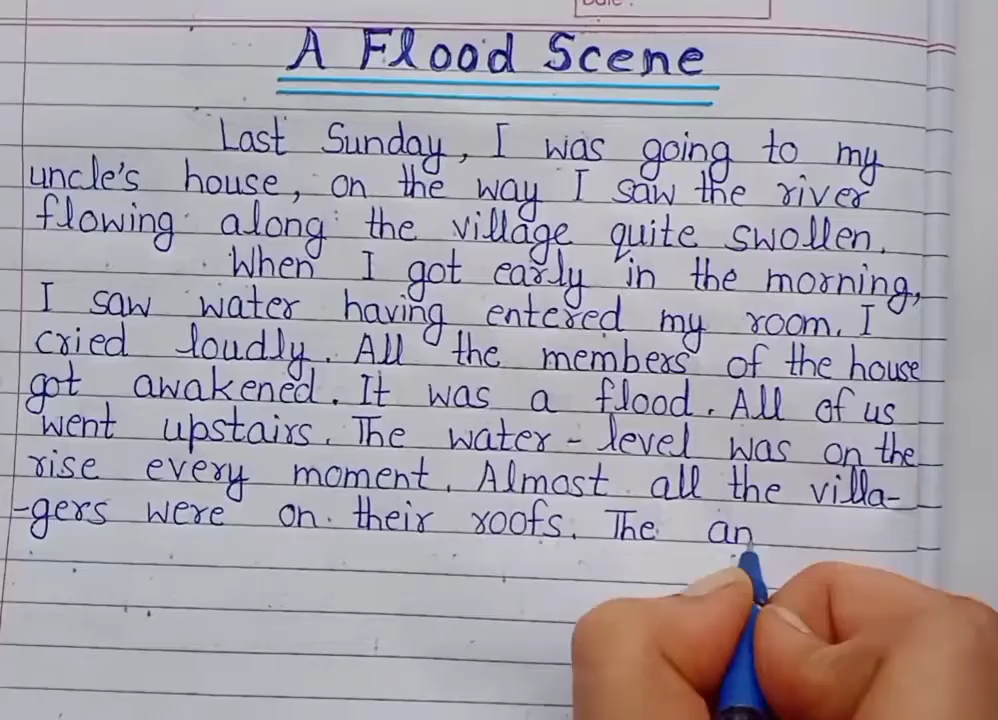 Date :
A Flood Scene
Last Sunday, I was going to my
uncle's house, on the way I saw the river
flowing along the village quite swollen.
When I got early in the morning,
I saw water having entered my room. I
cried loudly. All the members of the house
got awakened. It was a flood. All of us
went upstairs. The water-level was on the
rise every moment. Almost all the villa-
-gers were on their roofs. The an